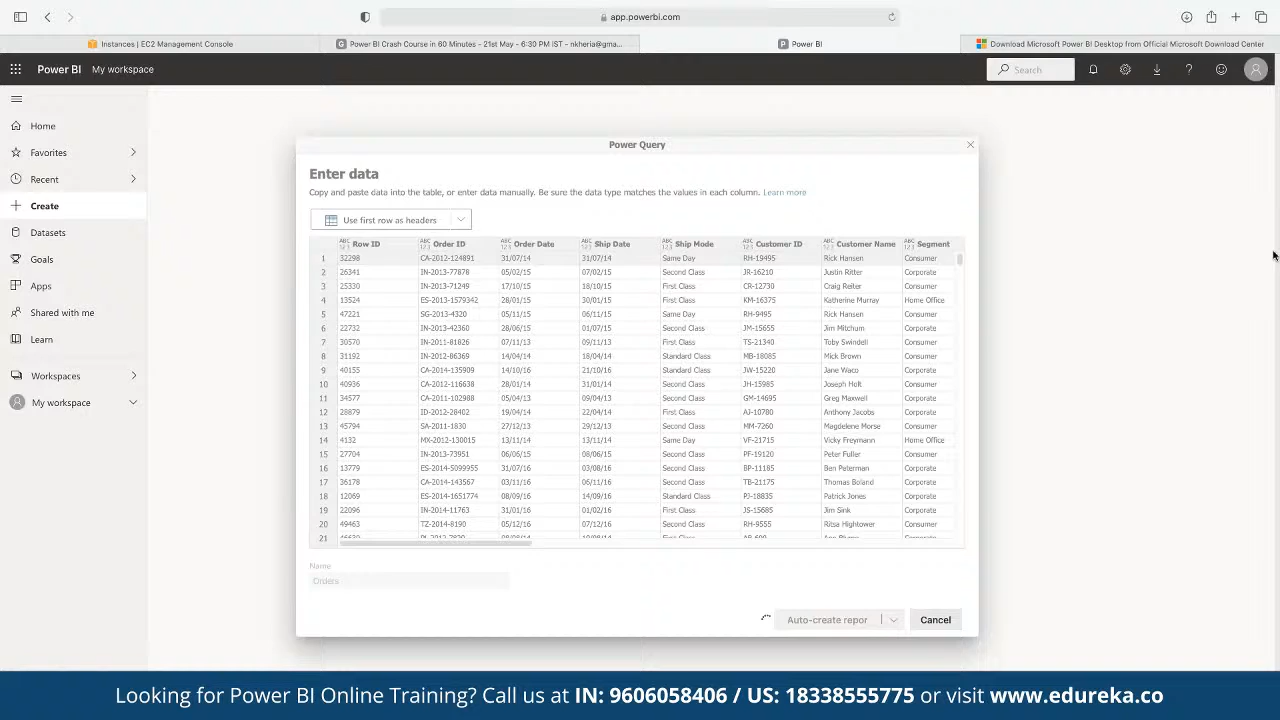 app.powerbi.com
Instances | EC2 Management Console
Power BI Crash Course in 60 Minutes - 21st May - 6:30 PM IST - nkheria@gma...
Power BI
Download Microsoft Power BI Desktop from Official Microsoft Download Center
Power BI My workspace
Search
Home
Favorites
Recent
Create
Datasets
Goals
Apps
Shared with me
Learn
Workspaces
My workspace
Power Query
Enter data
Copy and paste data into the table, or enter data manually. Be sure the data type matches the values in each column. Learn more
Use first row as headers
Row ID Order ID Order Date Ship Date Ship Mode Customer ID Customer Name Segment
1 32298 CA-2012-124891 31/07/14 31/07/14 Same Day RH-19495 Rick Hansen Consumer
2 26341 IN-2013-77878 05/02/15 07/02/15 Second Class JR-16210 Justin Ritter Corporate
3 25330 IN-2013-71249 17/10/15 18/10/15 First Class CR-12730 Craig Reiter Consumer
4 13524 ES-2013-1579342 28/01/15 30/01/15 First Class KM-16375 Katherine Murray Home Office
5 47221 SG-2013-4320 05/11/15 06/11/15 Same Day RH-9495 Rick Hansen Consumer
6 22732 IN-2013-42360 28/06/15 01/07/15 Second Class JM-15655 Jim Mitchum Corporate
7 30570 IN-2011-81826 07/11/13 09/11/13 First Class TS-21340 Toby Swindell Consumer
8 31192 IN-2012-86369 14/04/14 18/04/14 Standard Class MB-18085 Mick Brown Consumer
9 40155 CA-2014-135909 14/10/16 21/10/16 Standard Class JW-15220 Jane Waco Corporate
10 40936 CA-2012-116638 28/01/14 31/01/14 Second Class JH-15985 Joseph Holt Consumer
11 34577 CA-2011-102988 05/04/13 09/04/13 Second Class GM-14695 Greg Maxwell Corporate
12 28879 ID-2012-28402 19/04/14 22/04/14 First Class AJ-10780 Anthony Jacobs Corporate
13 45794 SA-2011-1830 27/12/13 29/12/13 Second Class MM-7260 Magdelene Morse Consumer
14 4132 MX-2012-130015 13/11/14 13/11/14 Same Day VF-21715 Vicky Freymann Home Office
15 27704 IN-2013-73951 06/06/15 08/06/15 Second Class PF-19120 Peter Fuller Consumer
16 13779 ES-2014-5099955 31/07/16 03/08/16 Second Class BP-11185 Ben Peterman Corporate
17 36178 CA-2014-143567 03/11/16 06/11/16 Second Class TB-21175 Thomas Boland Corporate
18 12069 ES-2014-1651774 08/09/16 14/09/16 Standard Class PJ-18835 Patrick Jones Corporate
19 22096 IN-2014-11763 31/01/16 01/02/16 First Class JS-15685 Jim Sink Corporate
20 49463 TZ-2014-8190 05/12/16 07/12/16 Second Class RH-9555 Ritsa Hightower Consumer
21
Name
Orders
Auto-create repor
Cancel
Looking for Power BI Online Training? Call us at IN: 9606058406 / US: 18338555775 or visit www.edureka.co